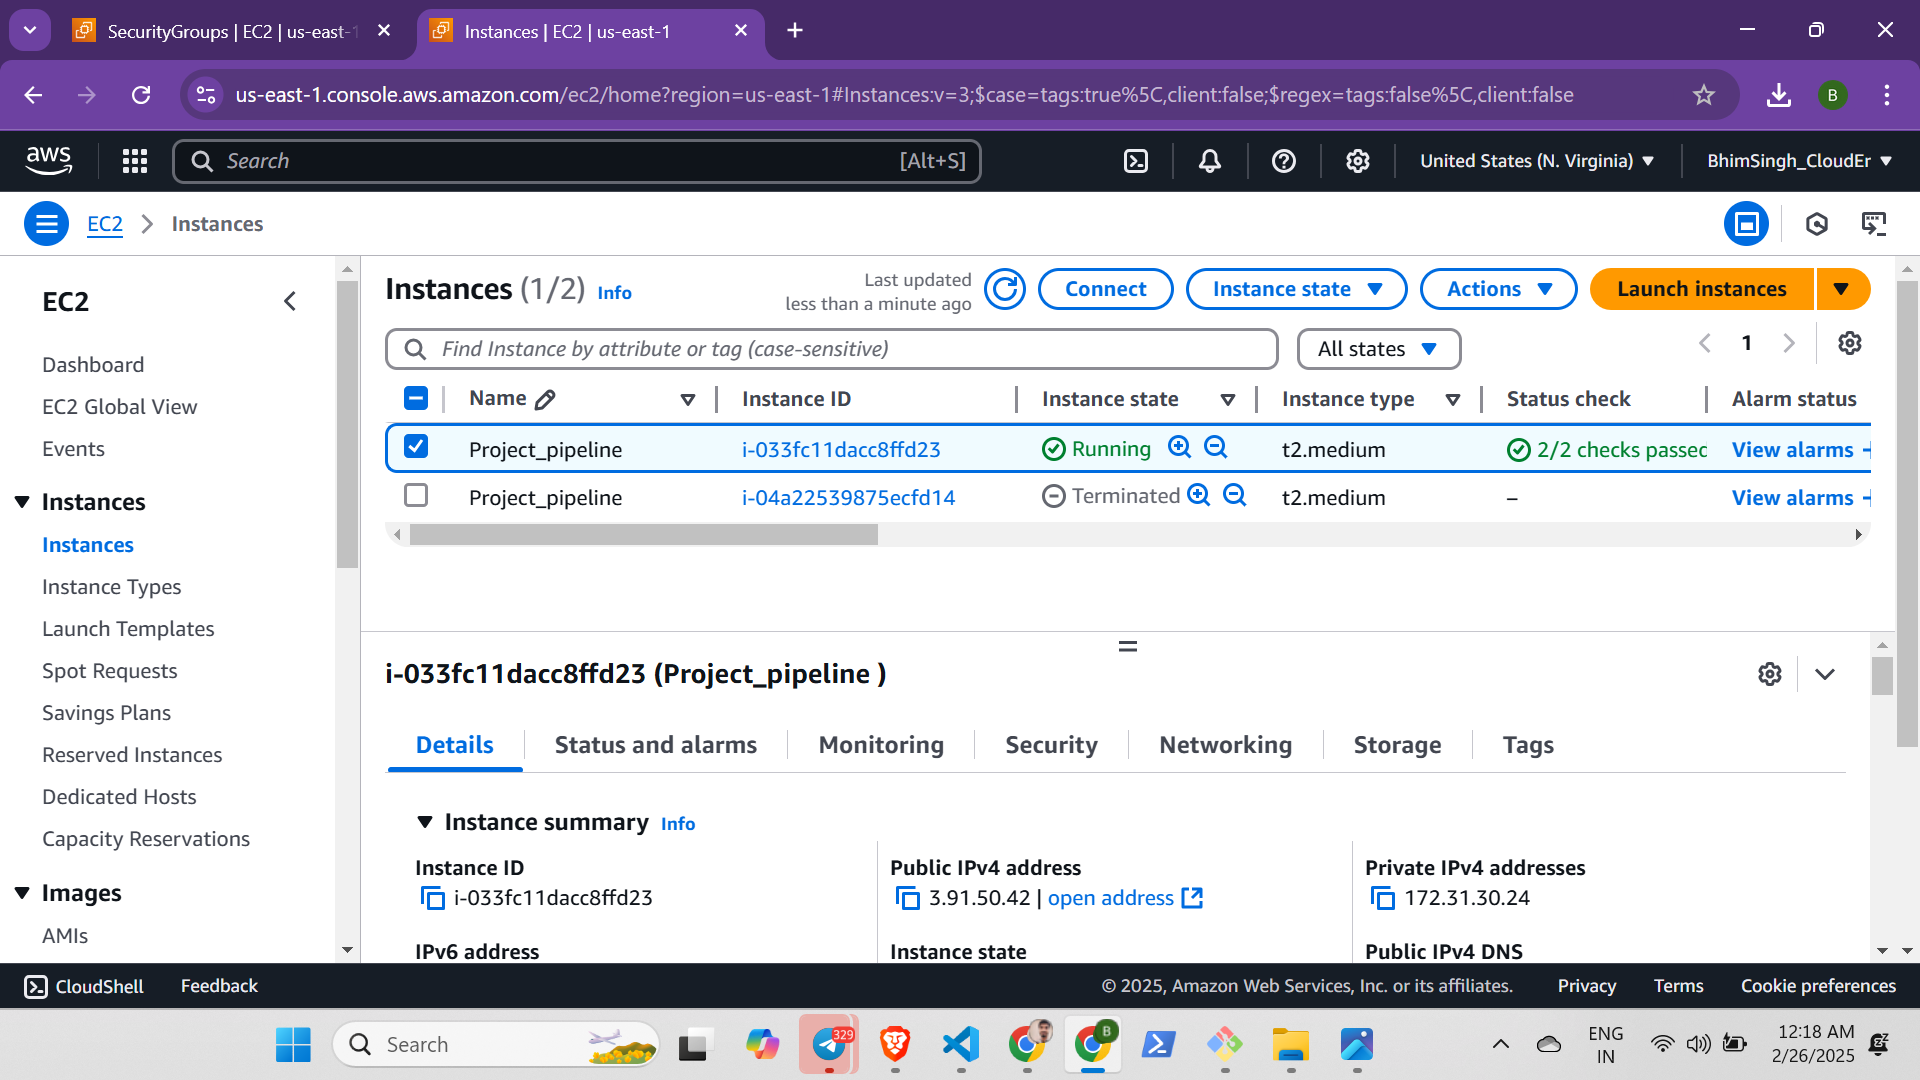 SecurityGroups | EC2 | us-east-1
Instances | EC2 | us-east-1
us-east-1.console.aws.amazon.com/ec2/home?region=us-east-1#Instances:v=3;$case=tags:true%5C,client:false;$regex=tags:false%5C,client:false
B
aws
Search
[Alt+S]
United States (N. Virginia)
BhimSingh_CloudEr
EC2
Instances
EC2
Dashboard
EC2 Global View
Events
Instances
Instances
Instance Types
Launch Templates
Spot Requests
Savings Plans
Reserved Instances
Dedicated Hosts
Capacity Reservations
Images
AMIs
Instances (1/2) Info
Last updated
less than a minute ago
Connect
Instance state
Actions
Launch instances
Find Instance by attribute or tag (case-sensitive)
All states
1
Name Instance ID Instance state Instance type Status check Alarm status
Project_pipeline i-033fc11dacc8ffd23 Running t2.medium 2/2 checks passed View alarms +
Project_pipeline i-04a22539875ecfd14 Terminated t2.medium – View alarms +
i-033fc11dacc8ffd23 (Project_pipeline )
Details Status and alarms Monitoring Security Networking Storage Tags
Instance summary Info
Instance ID
i-033fc11dacc8ffd23
Public IPv4 address
3.91.50.42 | open address
Private IPv4 addresses
172.31.30.24
IPv6 address
Instance state
Public IPv4 DNS
CloudShell Feedback
© 2025, Amazon Web Services, Inc. or its affiliates.
Privacy Terms Cookie preferences
Search
329
B
ENG
IN
12:18 AM
2/26/2025